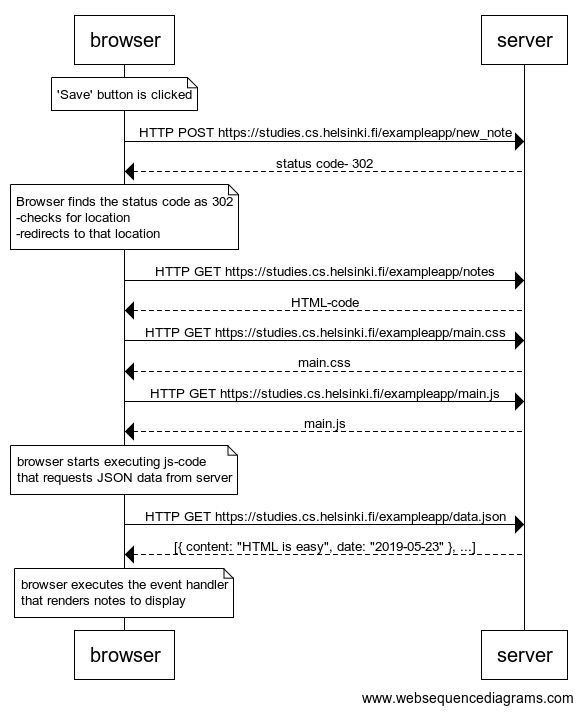 browser
server
'Save' button is clicked
HTTP POST https://studies.cs.helsinki.fi/exampleapp/new_note
status code- 302
Browser finds the status code as 302
-checks for location
-redirects to that location
HTTP GET https://studies.cs.helsinki.fi/exampleapp/notes
HTML-code
HTTP GET https://studies.cs.helsinki.fi/exampleapp/main.css
main.css
HTTP GET https://studies.cs.helsinki.fi/exampleapp/main.js
main.js
browser starts executing js-code
that requests JSON data from server
HTTP GET https://studies.cs.helsinki.fi/exampleapp/data.json
[{ content: "HTML is easy", date: "2019-05-23" }, ...]
browser executes the event handler
that renders notes to display
browser
server
www.websequencediagrams.com